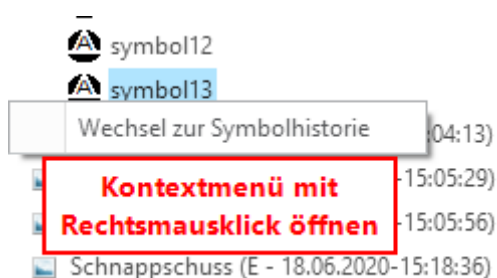 symbol12
symbol13
Wechsel zur Symbolhistorie
:04:13)
Kontextmenü mit
-15:05:29)
Rechtsmausklick öffnen
-15:05:56)
Schnappschuss (E - 18.06.2020-15:18:36)